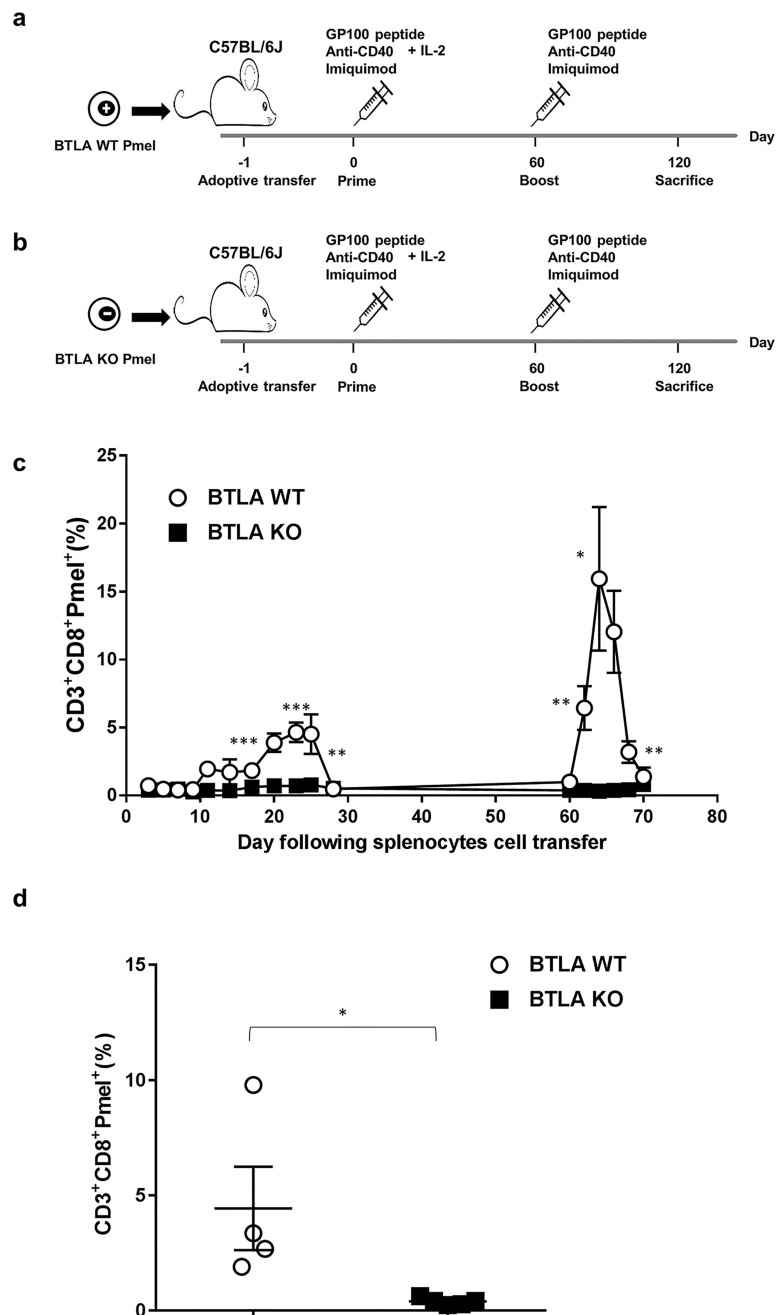 a
C57BL/6J
GP100 peptide
Anti-CD40 + IL-2
Imiquimod
GP100 peptide
Anti-CD40
Imiquimod
BTLA WT Pmel
Day
-1 0 60 120
Adoptive transfer Prime Boost Sacrifice
b
C57BL/6J
GP100 peptide
Anti-CD40 + IL-2
Imiquimod
GP100 peptide
Anti-CD40
Imiquimod
BTLA KO Pmel
Day
-1 0 60 120
Adoptive transfer Prime Boost Sacrifice
c
CD3⁺CD8⁺Pmel⁺(%)
25
20
15
10
5
0
BTLA WT
BTLA KO
***
***
**
**
*
**
0 10 20 30 40 50 60 70 80
Day following splenocytes cell transfer
d
CD3⁺CD8⁺Pmel⁺(%)
15
10
5
0
BTLA WT
BTLA KO
*